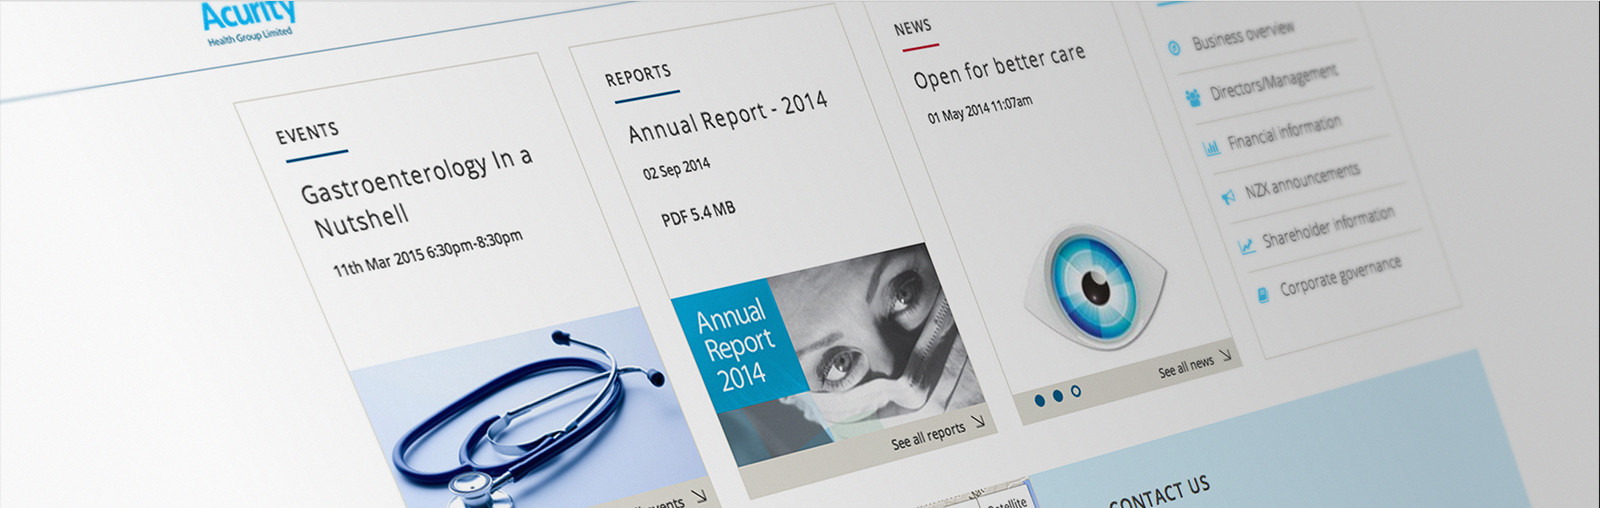 Acurity
Health Group Limited
EVENTS
Gastroenterology In a
Nutshell
11th Mar 2015 6:30pm-8:30pm
events
REPORTS
Annual Report - 2014
02 Sep 2014
PDF 5.4 MB
Annual
Report
2014
See all reports
NEWS
Open for better care
01 May 2014 11:07am
See all news
Business overview
Directors/Management
Financial information
NZX announcements
Shareholder information
Corporate governance
Satellite
CONTACT US